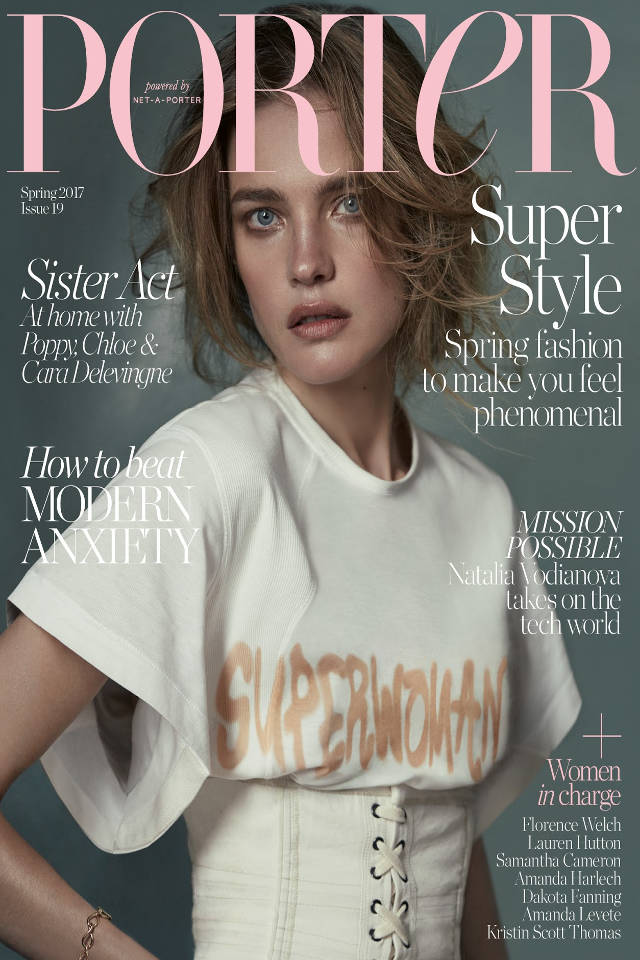 PORTER
powered by
NET-A-PORTER
Spring 2017
Issue 19
Super
Style
Spring fashion
to make you feel
phenomenal
Sister Act
At home with
Poppy, Chloe &
Cara Delevingne
How to beat
MODERN
ANXIETY
MISSION
POSSIBLE
Natalia Vodianova
takes on the
tech world
SUPERWOMAN
+
Women
in charge
Florence Welch
Lauren Hutton
Samantha Cameron
Amanda Harlech
Dakota Fanning
Amanda Levete
Kristin Scott Thomas